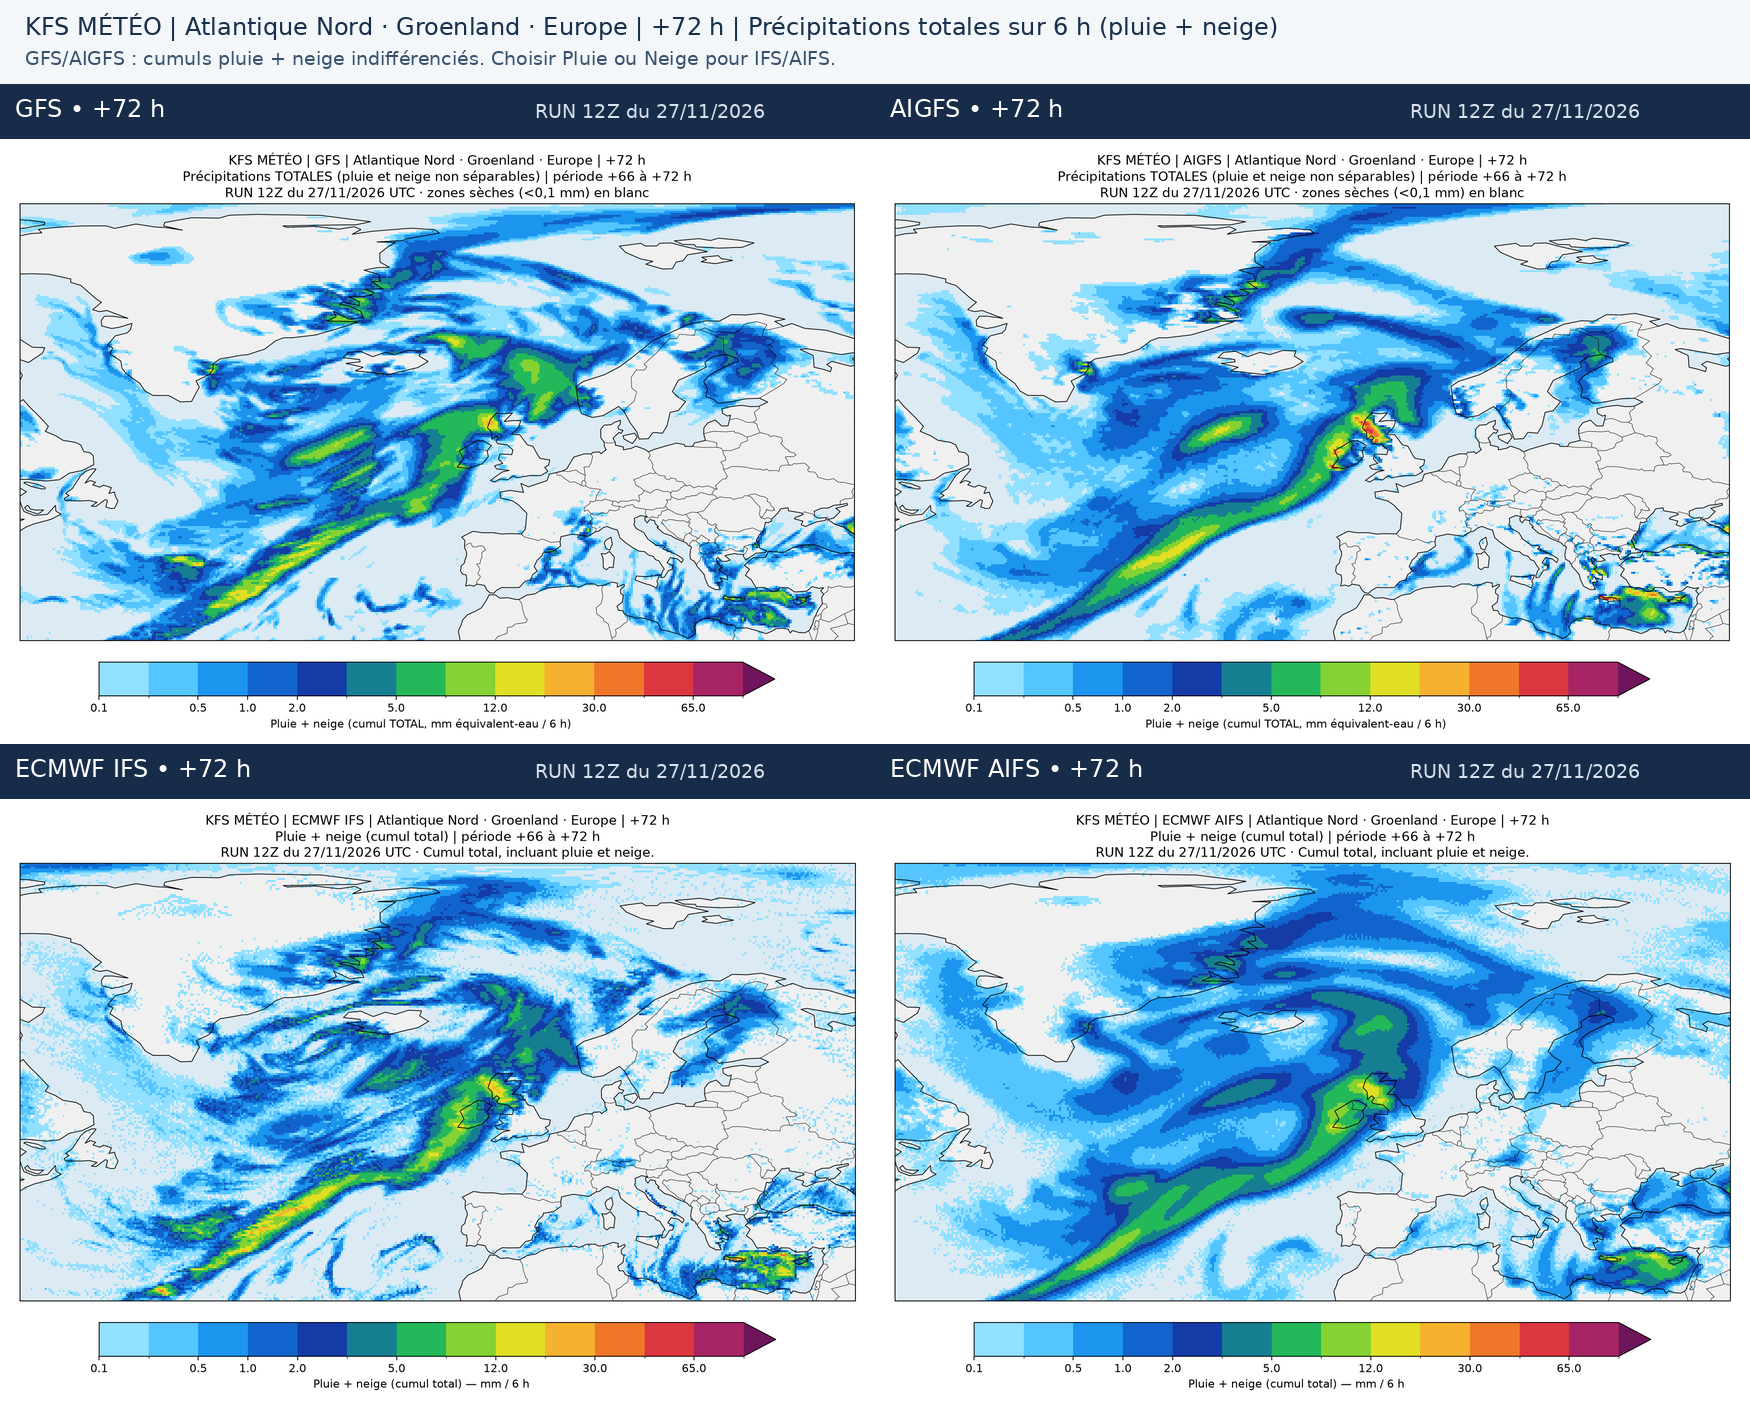 KFS MÉTÉO | Atlantique Nord · Groenland · Europe | +72 h | Précipitations totales sur 6 h (pluie + neige)
GFS/AIGFS : cumuls pluie + neige indifférenciés. Choisir Pluie ou Neige pour IFS/AIFS.
GFS • +72 h
RUN 12Z du 27/11/2026
AIGFS • +72 h
RUN 12Z du 27/11/2026
KFS MÉTÉO | GFS | Atlantique Nord · Groenland · Europe | +72 h
Précipitations TOTALES (pluie et neige non séparables) | période +66 à +72 h
RUN 12Z du 27/11/2026 UTC · zones sèches (<0,1 mm) en blanc
KFS MÉTÉO | AIGFS | Atlantique Nord · Groenland · Europe | +72 h
Précipitations TOTALES (pluie et neige non séparables) | période +66 à +72 h
RUN 12Z du 27/11/2026 UTC · zones sèches (<0,1 mm) en blanc
0.1 0.5 1.0 2.0 5.0 12.0 30.0 65.0
Pluie + neige (cumul TOTAL, mm équivalent-eau / 6 h)
0.1 0.5 1.0 2.0 5.0 12.0 30.0 65.0
Pluie + neige (cumul TOTAL, mm équivalent-eau / 6 h)
ECMWF IFS • +72 h
RUN 12Z du 27/11/2026
ECMWF AIFS • +72 h
RUN 12Z du 27/11/2026
KFS MÉTÉO | ECMWF IFS | Atlantique Nord · Groenland · Europe | +72 h
Pluie + neige (cumul total) | période +66 à +72 h
RUN 12Z du 27/11/2026 UTC · Cumul total, incluant pluie et neige.
KFS MÉTÉO | ECMWF AIFS | Atlantique Nord · Groenland · Europe | +72 h
Pluie + neige (cumul total) | période +66 à +72 h
RUN 12Z du 27/11/2026 UTC · Cumul total, incluant pluie et neige.
0.1 0.5 1.0 2.0 5.0 12.0 30.0 65.0
Pluie + neige (cumul total) — mm / 6 h
0.1 0.5 1.0 2.0 5.0 12.0 30.0 65.0
Pluie + neige (cumul total) — mm / 6 h